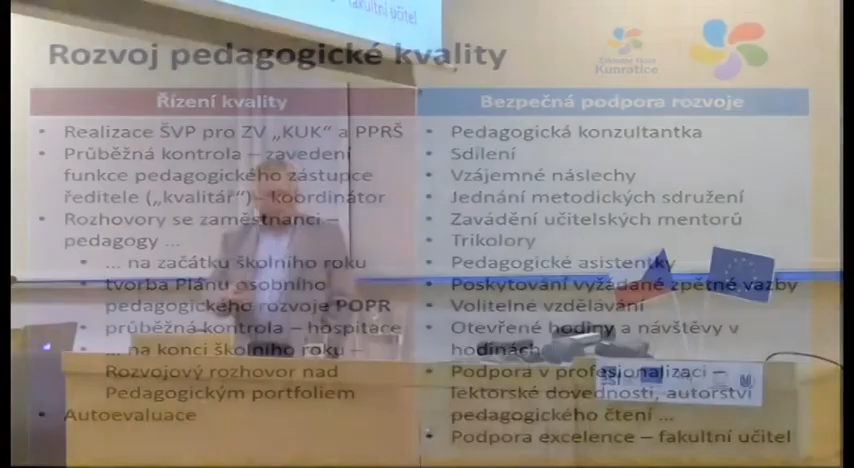 fakultní učitel
Rozvoj pedagogické kvality
Kunratice
Řízení kvality
• Realizace ŠVP pro ZV „KUK“ a PPRŠ
• Průběžná kontrola – zavedení
funkce pedagogického zástupce
ředitele („kvalitář“) – koordinátor
• Rozhovory se zaměstnanci –
pedagogy ...
• ... na začátku školního roku
• tvorba Plánu osobního
pedagogického rozvoje POPR
• průběžná kontrola – hospitace
• ... na konci školního roku –
Rozvojový rozhovor nad
Pedagogickým portfoliem
• Autoevaluace
Bezpečná podpora rozvoje
• Pedagogická konzultantka
• Sdílení
• Vzájemné náslechy
• Jednání metodických sdružení
• Zavádění učitelských mentorů
• Trikolory
• Pedagogické asistentky
• Poskytování vyžádané zpětné vazby
• Volitelné vzdělávání
• Otevřené hodiny a návštěvy v
hodinách
• Podpora v profesionalizaci –
lektorské dovednosti, autorství
pedagogického čtení ...
• Podpora excelence – fakultní učitel